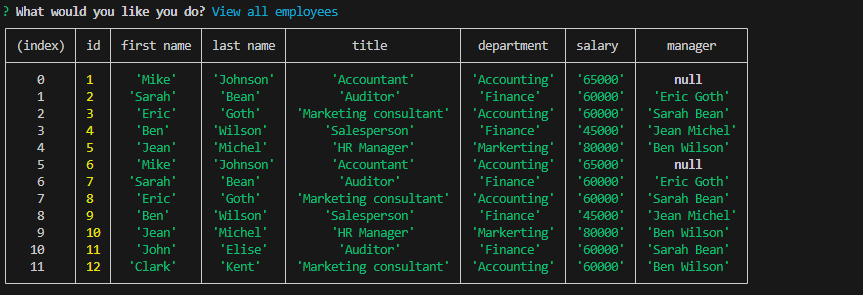 ? What would you like you do? View all employees
(index) id first name last name title department salary manager
0 1 'Mike' 'Johnson' 'Accountant' 'Accounting' '65000' null
1 2 'Sarah' 'Bean' 'Auditor' 'Finance' '60000' 'Eric Goth'
2 3 'Eric' 'Goth' 'Marketing consultant' 'Accounting' '60000' 'Sarah Bean'
3 4 'Ben' 'Wilson' 'Salesperson' 'Finance' '45000' 'Jean Michel'
4 5 'Jean' 'Michel' 'HR Manager' 'Markerting' '80000' 'Ben Wilson'
5 6 'Mike' 'Johnson' 'Accountant' 'Accounting' '65000' null
6 7 'Sarah' 'Bean' 'Auditor' 'Finance' '60000' 'Eric Goth'
7 8 'Eric' 'Goth' 'Marketing consultant' 'Accounting' '60000' 'Sarah Bean'
8 9 'Ben' 'Wilson' 'Salesperson' 'Finance' '45000' 'Jean Michel'
9 10 'Jean' 'Michel' 'HR Manager' 'Markerting' '80000' 'Ben Wilson'
10 11 'John' 'Elise' 'Auditor' 'Finance' '60000' 'Sarah Bean'
11 12 'Clark' 'Kent' 'Marketing consultant' 'Accounting' '60000' 'Ben Wilson'